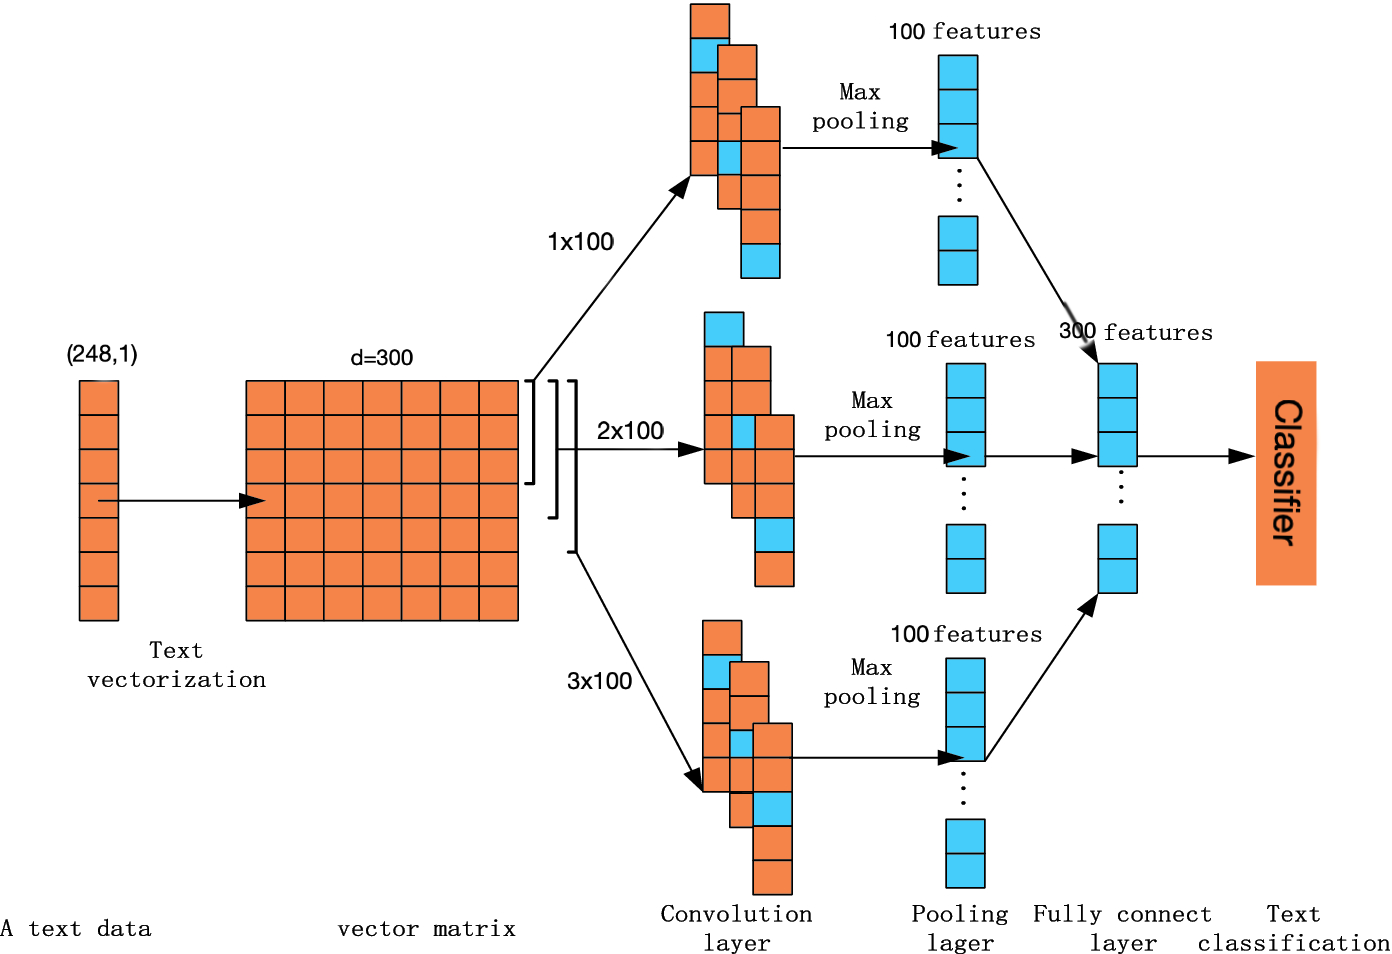 100 features
Max
pooling
1x100
(248,1)
d=300
100 features
300 features
Max
pooling
2x100
Classifier
Text
vectorization
3x100
100 features
Max
pooling
A text data
vector matrix
Convolution
layer
Pooling
lager
Fully connect
layer
Text
classification